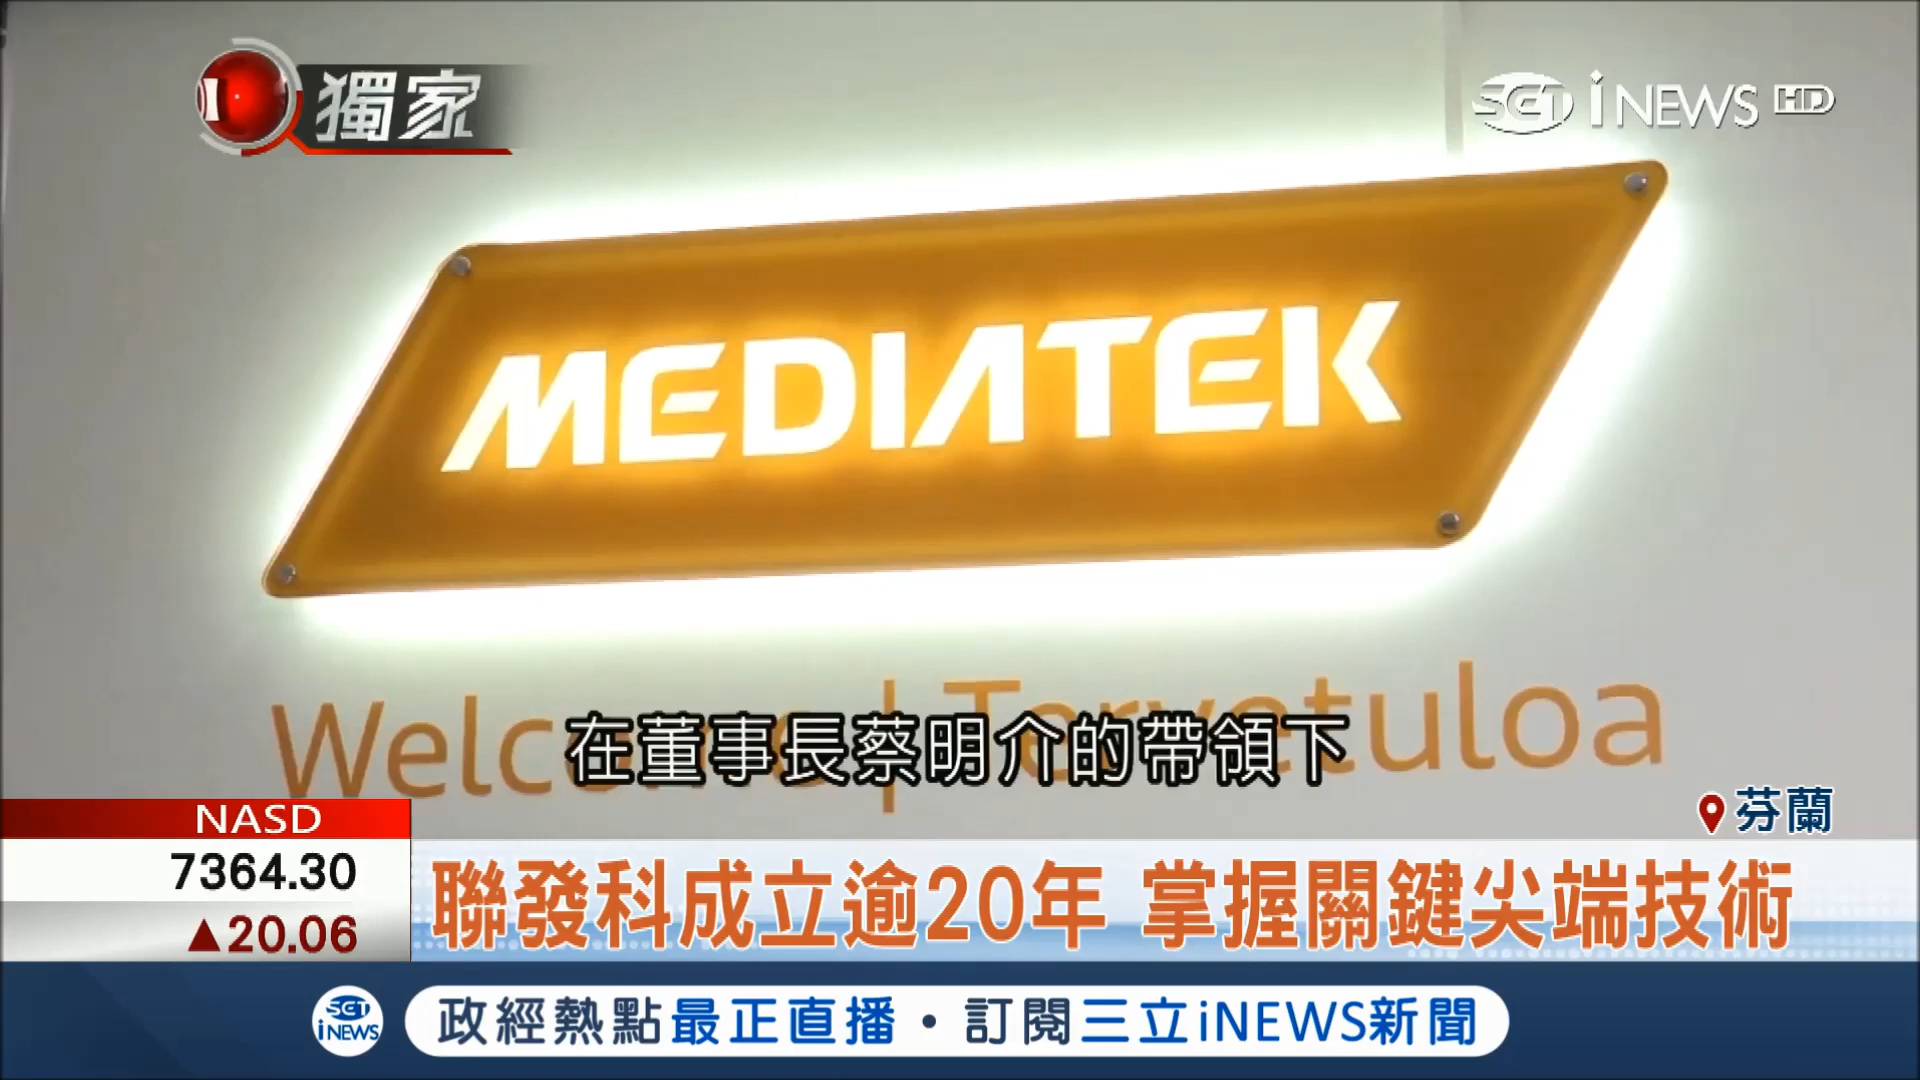 獨家
SET iNEWS HD
MEDIATEK
Welcome | Tervetuloa
在董事長蔡明介的帶領下
芬蘭
NASD
7364.30
▲20.06
聯發科成立逾20年 掌握關鍵尖端技術
SET iNEWS
政經熱點最正直播・訂閱三立iNEWS新聞